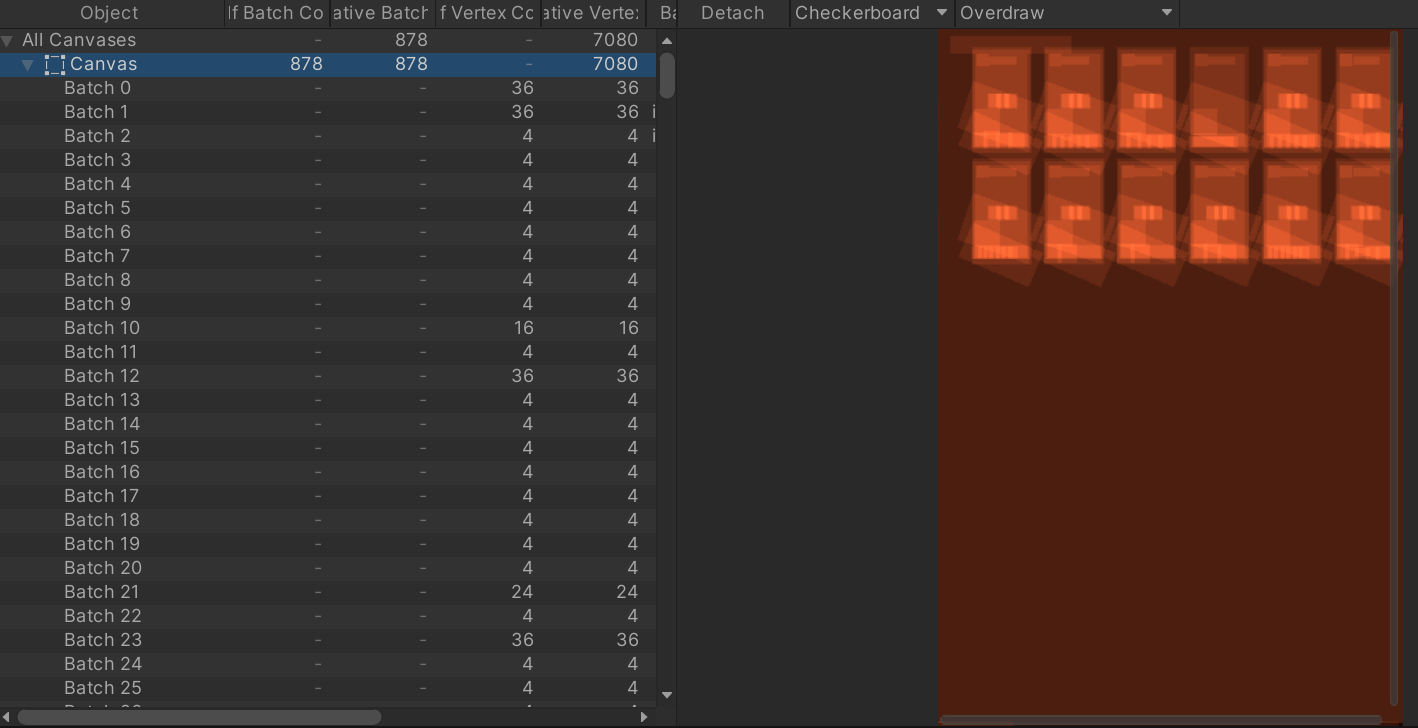 Object lf Batch Co ative Batch f Vertex Co ative Vertex Ba Detach Checkerboard Overdraw
All Canvases - 878 - 7080
Canvas 878 878 - 7080
Batch 0 - - 36 36
Batch 1 - - 36 36 i
Batch 2 - - 4 4 i
Batch 3 - - 4 4
Batch 4 - - 4 4
Batch 5 - - 4 4
Batch 6 - - 4 4
Batch 7 - - 4 4
Batch 8 - - 4 4
Batch 9 - - 4 4
Batch 10 - - 16 16
Batch 11 - - 4 4
Batch 12 - - 36 36
Batch 13 - - 4 4
Batch 14 - - 4 4
Batch 15 - - 4 4
Batch 16 - - 4 4
Batch 17 - - 4 4
Batch 18 - - 4 4
Batch 19 - - 4 4
Batch 20 - - 4 4
Batch 21 - - 24 24
Batch 22 - - 4 4
Batch 23 - - 36 36
Batch 24 - - 4 4
Batch 25 - - 4 4